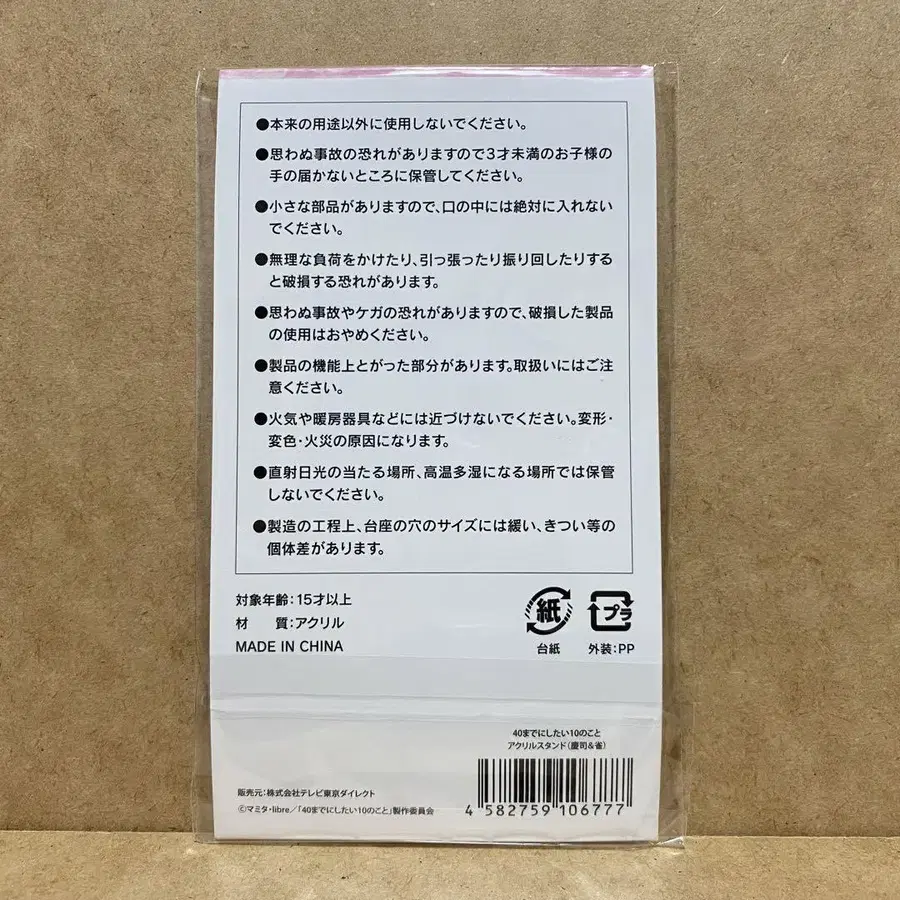 ●本来の用途以外に使用しないでください。
●思わぬ事故の恐れがありますので3才未満のお子様の
手の届かないところに保管してください。
●小さな部品がありますので、口の中には絶対に入れない
でください。
●無理な負荷をかけたり、引っ張ったり振り回したりする
と破損する恐れがあります。
●思わぬ事故やケガの恐れがありますので、破損した製品
の使用はおやめください。
●製品の機能上とがった部分があります。取扱いにはご注
意ください。
●火気や暖房器具などには近づけないでください。変形・
変色・火災の原因になります。
●直射日光の当たる場所、高温多湿になる場所では保管
しないでください。
●製造の工程上、台座の穴のサイズには緩い、きつい等の
個体差があります。
対象年齢:15才以上
材　質:アクリル
MADE IN CHINA
紙
台紙
プラ
外装:PP
40までにしたい10のこと
アクリルスタンド(慶司&雀)
4 582759 106777
販売元:株式会社テレビ東京ダイレクト
©マミタ・libre/「40までにしたい10のこと」製作委員会